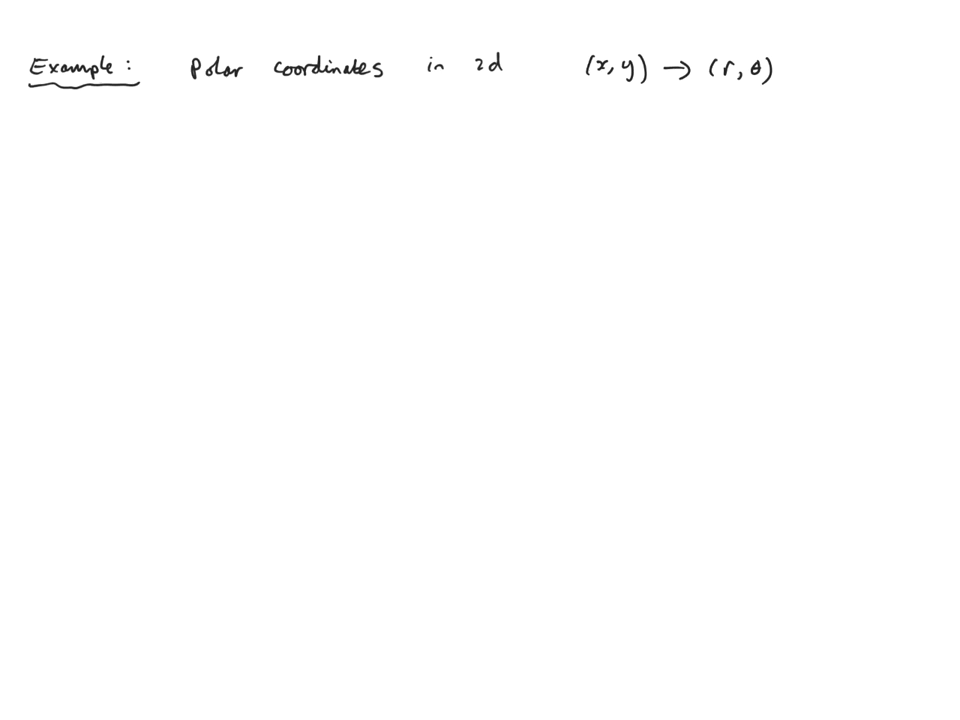 Example: Polar coordinates in 2d (x, y) → (r, θ)